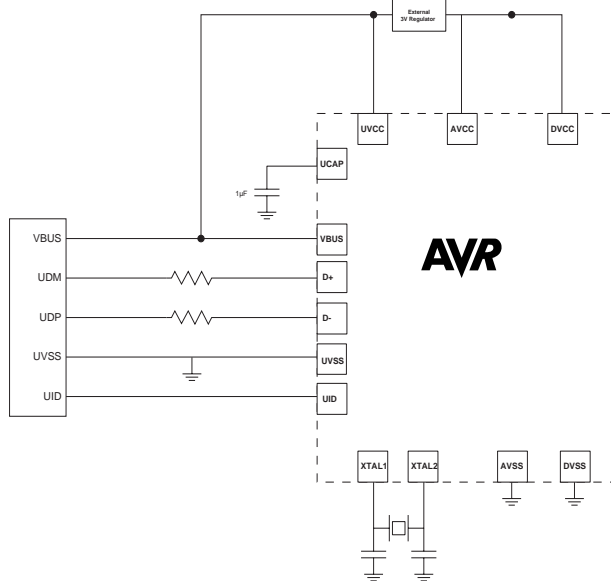 External
3V Regulator
UVCC
AVCC
DVCC
UCAP
1µF
VBUS
VBUS
UDM
D+
UDP
D-
UVSS
UVSS
UID
UID
AVR
XTAL1
XTAL2
AVSS
DVSS